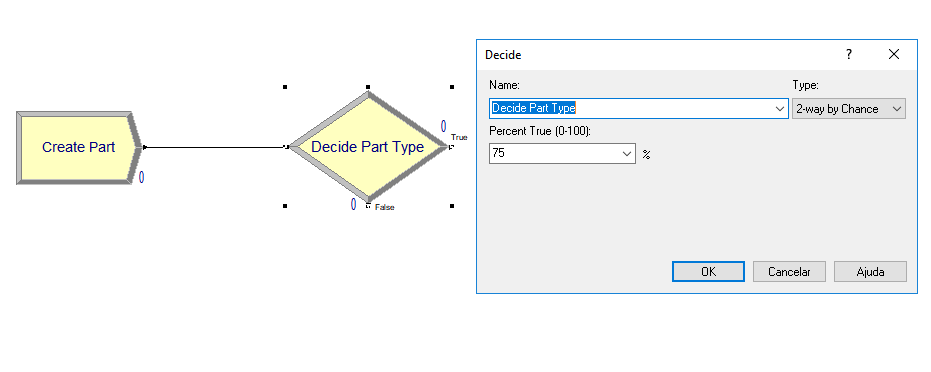 Create Part
0
Decide Part Type
0
True
0
False
Decide
?
Name:
Type:
Decide Part Type
2-way by Chance
Percent True (0-100):
75
%
OK
Cancelar
Ajuda